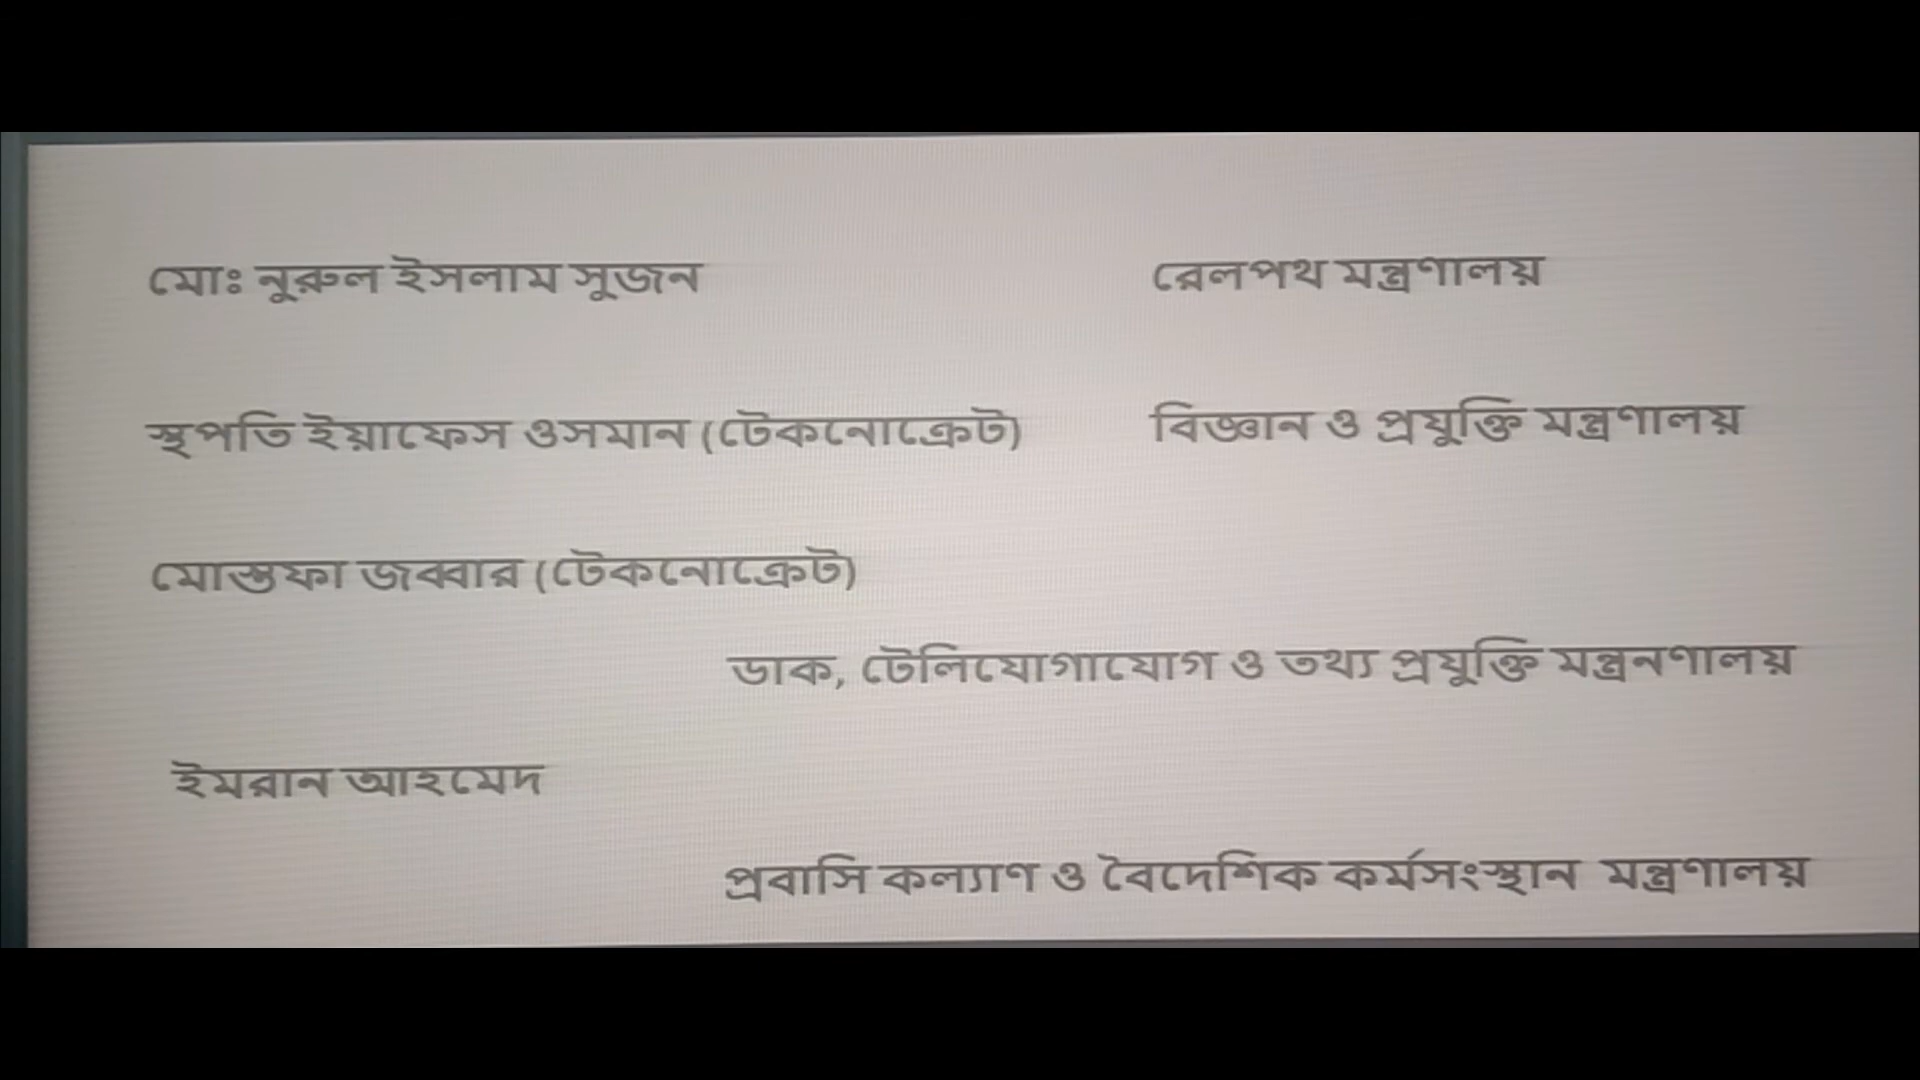 মোঃ নুরুল ইসলাম সুজন রেলপথ মন্ত্রণালয়
স্থপতি ইয়াফেস ওসমান (টেকনোক্রেট) বিজ্ঞান ও প্রযুক্তি মন্ত্রণালয়
মোস্তফা জব্বার (টেকনোক্রেট)
ডাক, টেলিযোগাযোগ ও তথ্য প্রযুক্তি মন্ত্রনণালয়
ইমরান আহমেদ
প্রবাসি কল্যাণ ও বৈদেশিক কর্মসংস্থান মন্ত্রণালয়